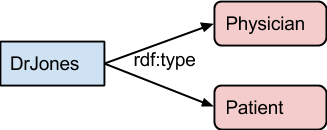 Physician
DrJones
rdf:type
Patient